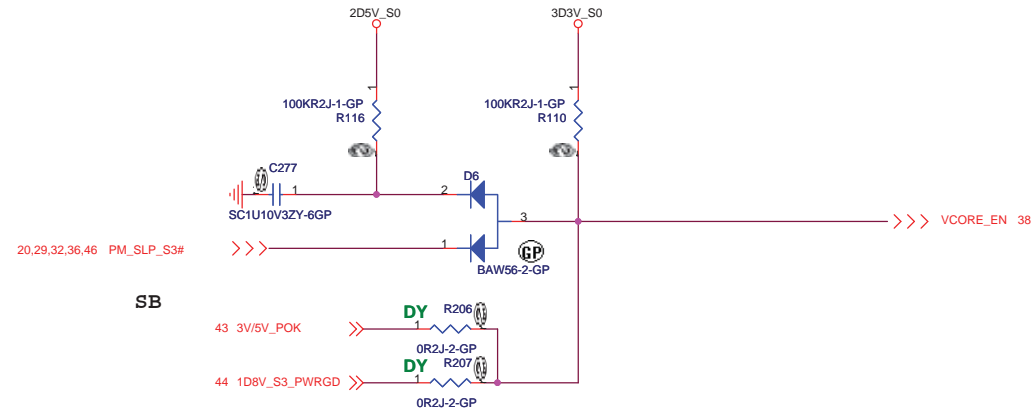 2D5V_S0
3D3V_S0
1
1
100KR2J-1-GP
R116
100KR2J-1-GP
R110
C277
1
SC1U10V3ZY-6GP
D6
2
3
20,29,32,36,46 PM_SLP_S3#
1
GP
BAW56-2-GP
VCORE_EN 38
SB
43 3V/5V_POK
DY
1
R206
0R2J-2-GP
44 1D8V_S3_PWRGD
DY
1
R207
0R2J-2-GP